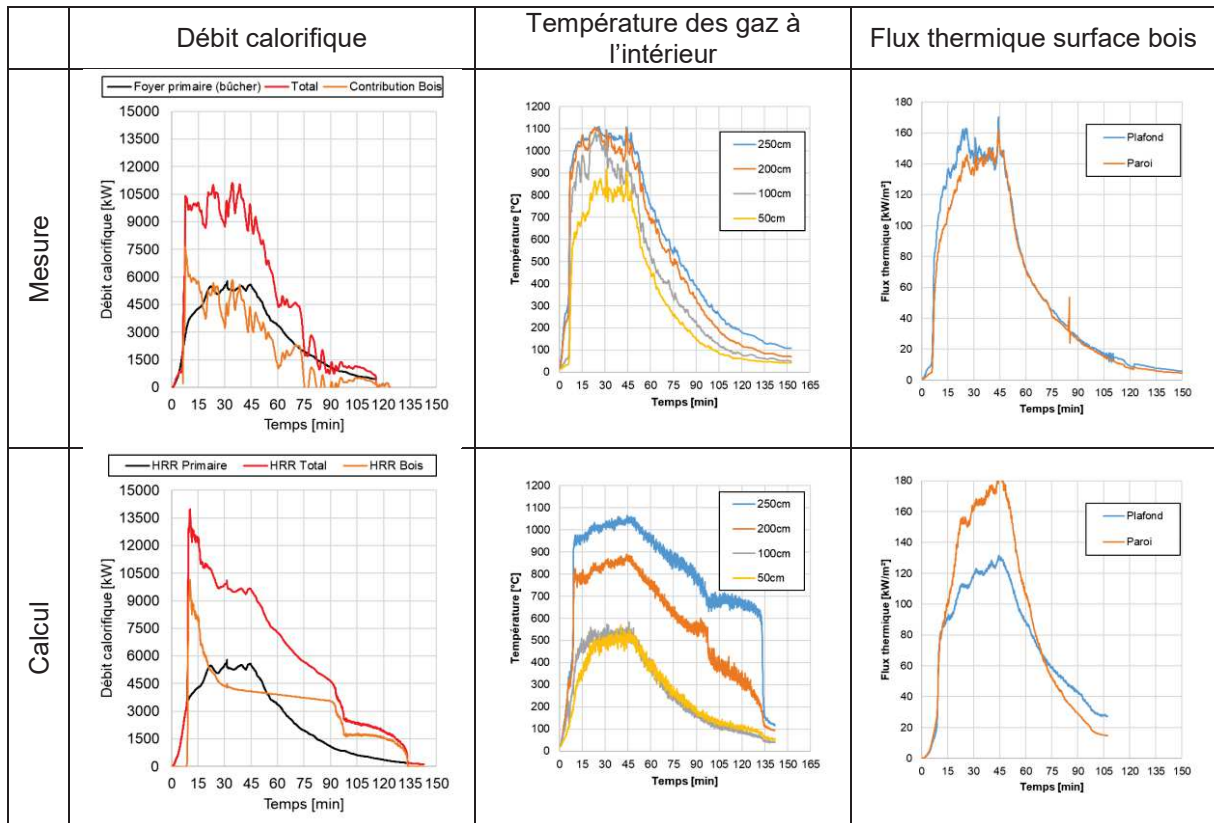 Débit calorifique
Température des gaz à
l'intérieur
Flux thermique surface bois
Mesure
Foyer primaire (bûcher) Total Contribution Bois
15000
13500
12000
10500
9000
7500
6000
4500
3000
1500
0
Débit calorifique [kW]
0 15 30 45 60 75 90 105 120 135 150
Temps [min]
1200
1100
1000
900
800
700
600
500
400
300
200
100
0
Température [°C]
250cm
200cm
100cm
50cm
0 15 30 45 60 75 90 105 120 135 150 165
Temps [min]
180
160
140
120
100
80
60
40
20
0
Flux thermique [kW/m²]
Plafond
Paroi
0 15 30 45 60 75 90 105 120 135 150
Temps [min]
Calcul
HRR Primaire HRR Total HRR Bois
15000
13500
12000
10500
9000
7500
6000
4500
3000
1500
0
Débit calorifique [kW]
0 15 30 45 60 75 90 105 120 135 150
Temps [min]
1200
1100
1000
900
800
700
600
500
400
300
200
100
0
Température [°C]
250cm
200cm
100cm
50cm
0 15 30 45 60 75 90 105 120 135 150 165
Temps [min]
180
160
140
120
100
80
60
40
20
0
Flux thermique [kW/m²]
Plafond
Paroi
0 15 30 45 60 75 90 105 120 135 150
Temps [min]